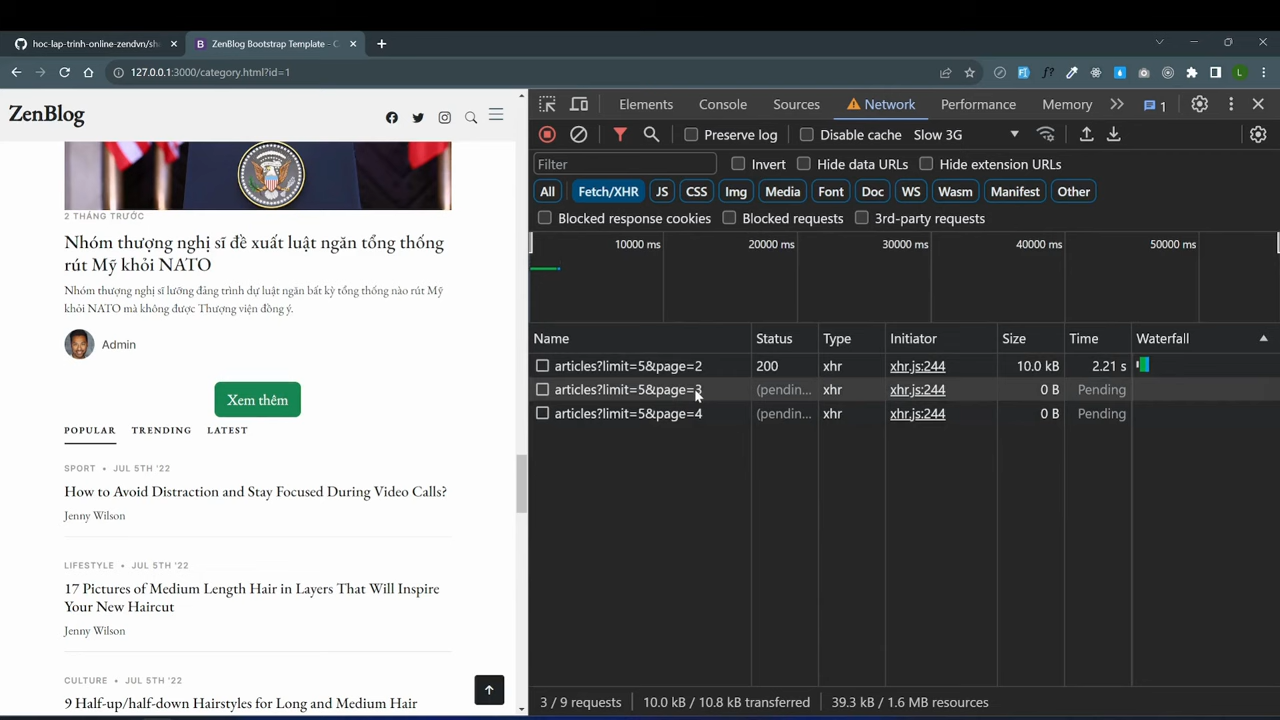 hoc-lap-trinh-online-zendvn/sh
ZenBlog Bootstrap Template - C
127.0.0.1:3000/category.html?id=1
L
ZenBlog
2 THÁNG TRƯỚC
Nhóm thượng nghị sĩ đề xuất luật ngăn tổng thống
rút Mỹ khỏi NATO
Nhóm thượng nghị sĩ lưỡng đảng trình dự luật ngăn bất kỳ tổng thống nào rút Mỹ
khỏi NATO mà không được Thượng viện đồng ý.
Admin
Xem thêm
POPULAR TRENDING LATEST
SPORT • JUL 5TH '22
How to Avoid Distraction and Stay Focused During Video Calls?
Jenny Wilson
LIFESTYLE • JUL 5TH '22
17 Pictures of Medium Length Hair in Layers That Will Inspire
Your New Haircut
Jenny Wilson
CULTURE • JUL 5TH '22
9 Half-up/half-down Hairstyles for Long and Medium Hair
Elements Console Sources Network Performance Memory 1
Preserve log Disable cache Slow 3G
Filter Invert Hide data URLs Hide extension URLs
All Fetch/XHR JS CSS Img Media Font Doc WS Wasm Manifest Other
Blocked response cookies Blocked requests 3rd-party requests
10000 ms 20000 ms 30000 ms 40000 ms 50000 ms
Name Status Type Initiator Size Time Waterfall
articles?limit=5&page=2 200 xhr xhr.js:244 10.0 kB 2.21 s
articles?limit=5&page=3 (pendin... xhr xhr.js:244 0 B Pending
articles?limit=5&page=4 (pendin... xhr xhr.js:244 0 B Pending
3 / 9 requests 10.0 kB / 10.8 kB transferred 39.3 kB / 1.6 MB resources